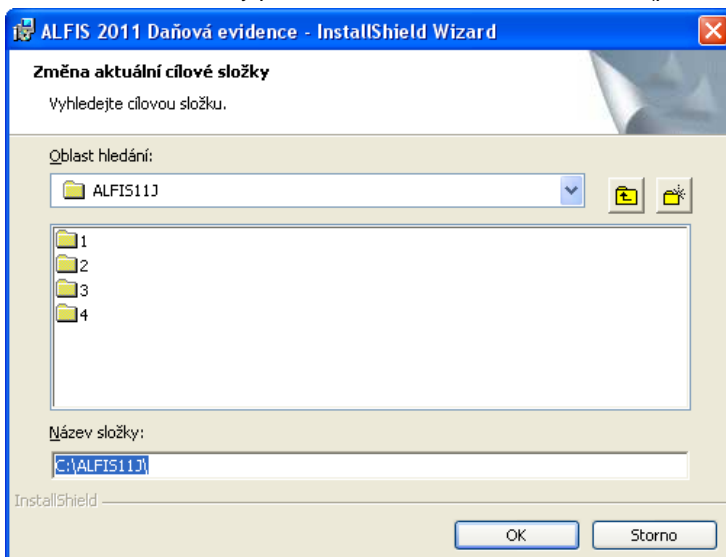 ALFIS 2011 Daňová evidence - InstallShield Wizard
Změna aktuální cílové složky
Vyhledejte cílovou složku.
Oblast hledání:
ALFIS11J
1
2
3
4
Název složky:
C:\ALFIS11J\
InstallShield
OK Storno